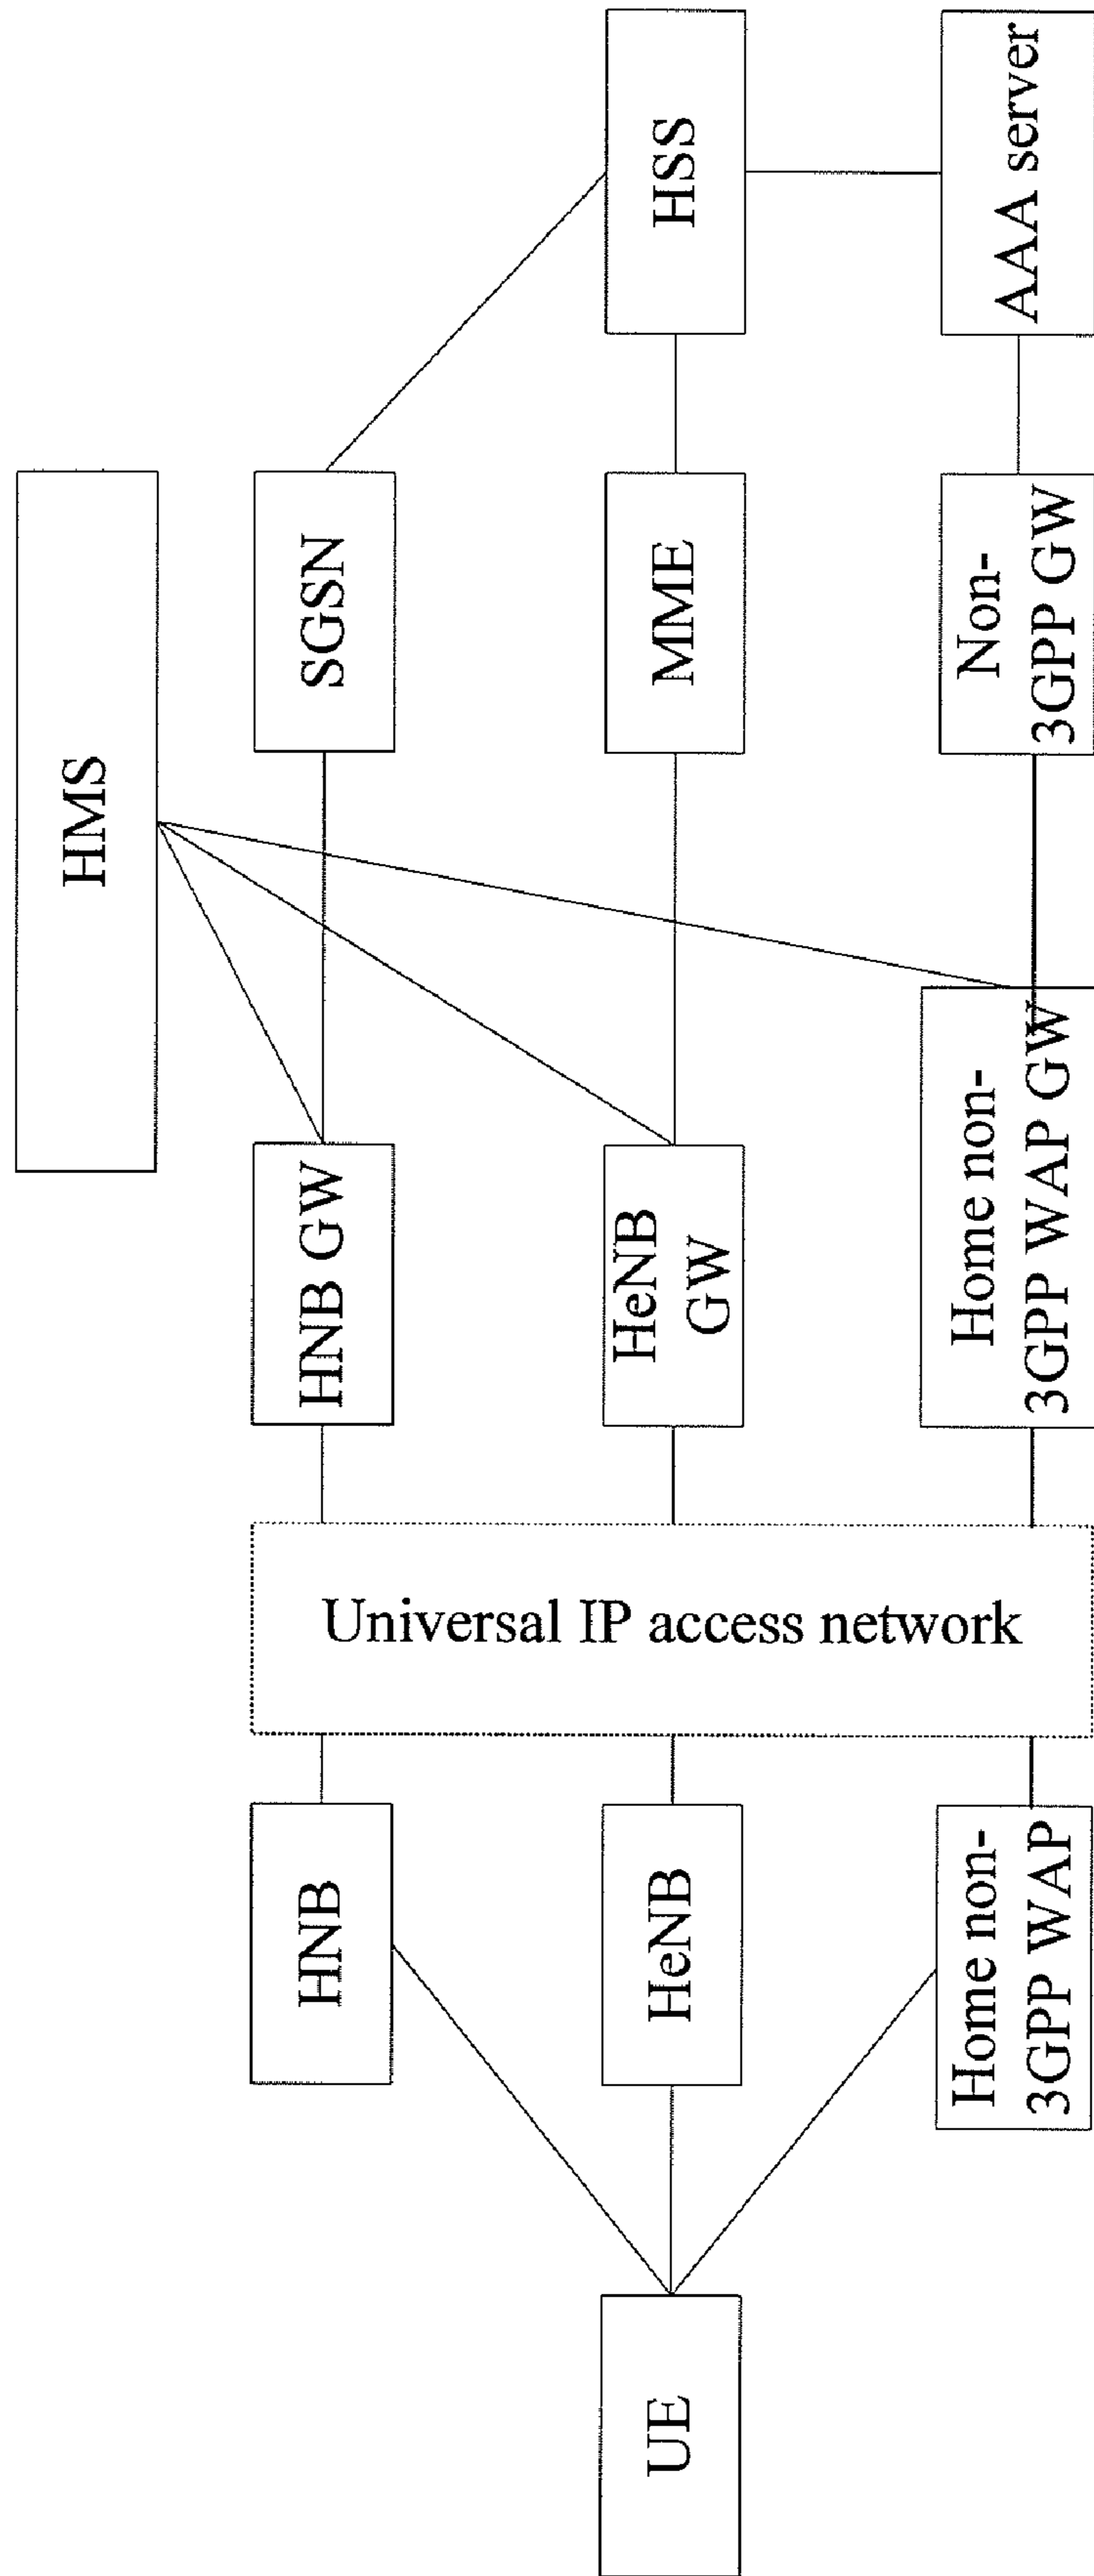 HMS
HNB
HNB GW
SGSN
UE
HeNB
Universal IP access network
HeNB
GW
MME
HSS
Home non-
3GPP WAP
Home non-
3GPP WAP GW
Non-
3GPP GW
AAA server